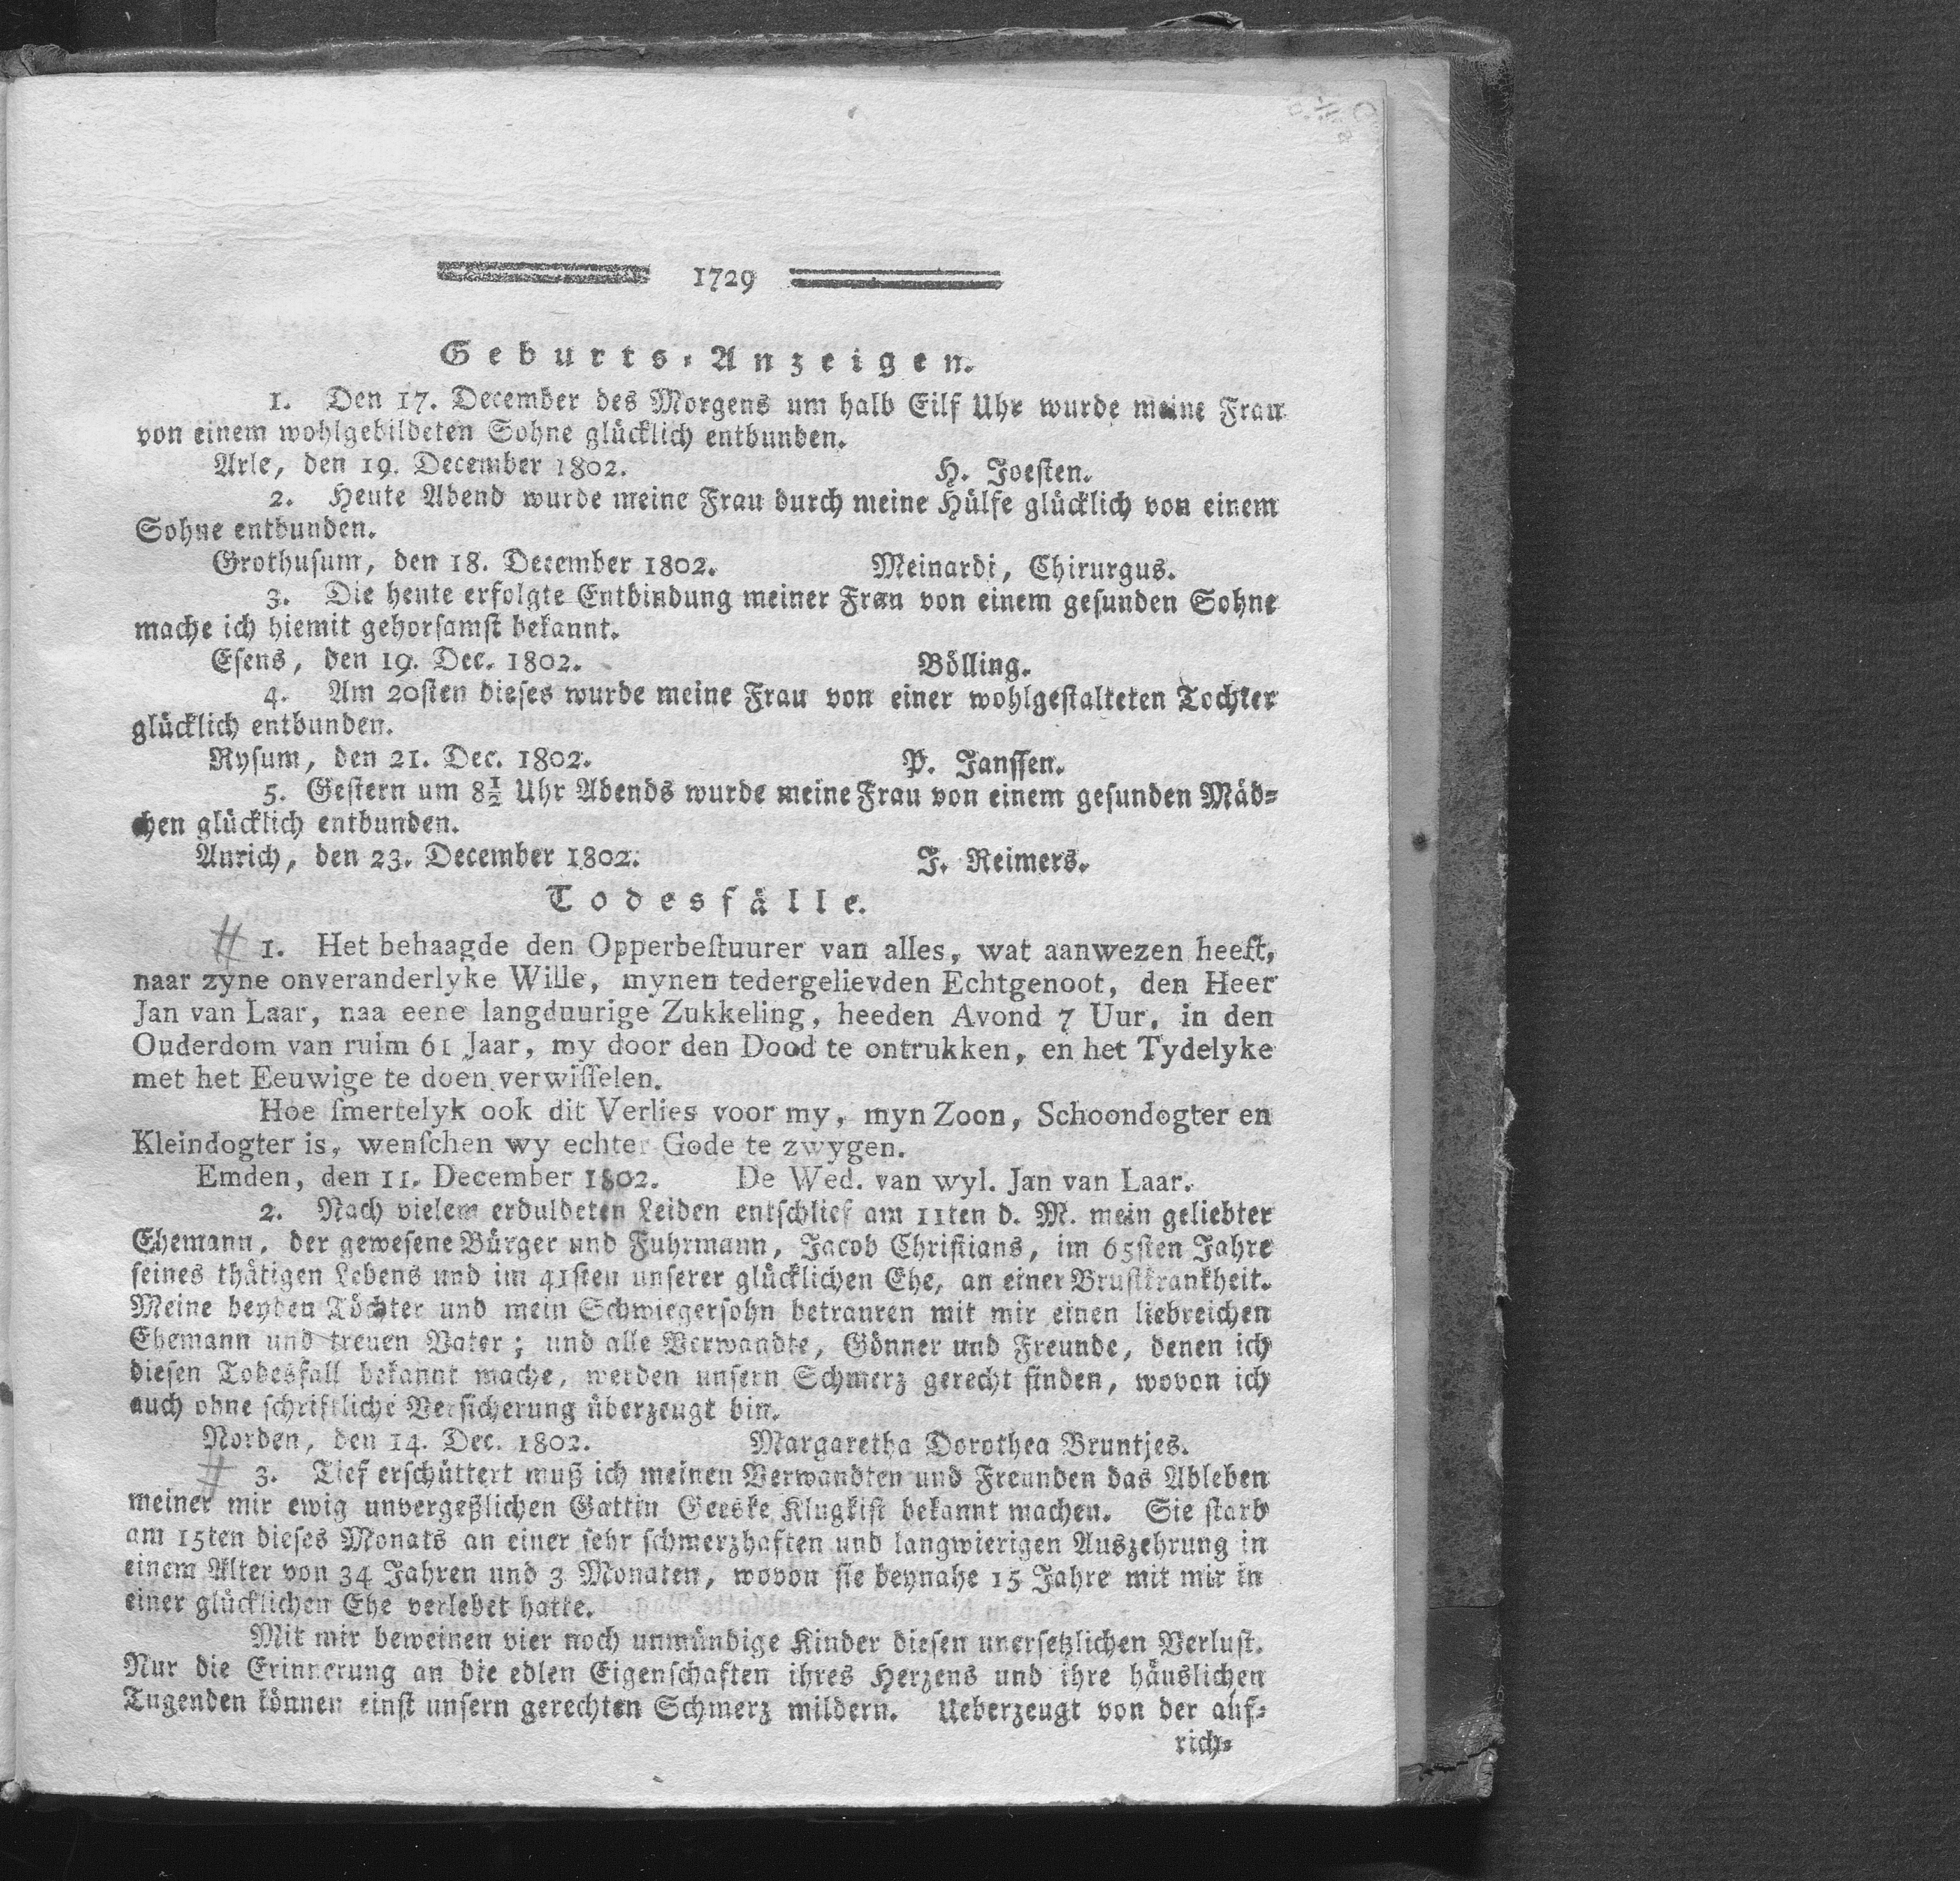 1729
Geburts-Anzeigen.
1. Den 17. December des Morgens um halb Eilf Uhr wurde meine Frau
von einem wohlgebildeten Sohne glücklich entbunden.
Arle, den 19. December 1802. H. Joesten.
2. Heute Abend wurde meine Frau durch meine Hülfe glücklich von einem
Sohne entbunden.
Grothusum, den 18. December 1802. Meinardi, Chirurgus.
3. Die heute erfolgte Entbindung meiner Frau von einem gesunden Sohne
mache ich hiemit gehorsamst bekannt.
Esens, den 19. Dec. 1802. Bölling.
4. Am 20sten dieses wurde meine Frau von einer wohlgestalteten Tochter
glücklich entbunden.
Rysum, den 21. Dec. 1802. P. Janssen.
5. Gestern um 8½ Uhr Abends wurde meine Frau von einem gesunden Mäd-
chen glücklich entbunden.
Aurich, den 23. December 1802. J. Reimers.
Todesfälle.
# 1. Het behaagde den Opperbeſtuurer van alles, wat aanwezen heeft,
naar zyne onveranderlyke Wille, mynen tedergelievden Echtgenoot, den Heer
Jan van Laar, naa eene langduurige Zukkeling, heeden Avond 7 Uur, in den
Ouderdom van ruim 61 Jaar, my door den Dood te ontrukken, en het Tydelyke
met het Eeuwige te doen verwiſſelen.
Hoe ſmertelyk ook dit Verlies voor my, myn Zoon, Schoondogter en
Kleindogter is, wenſchen wy echter Gode te zwygen.
Emden, den 11. December 1802. De Wed. van wyl. Jan van Laar.
2. Nach vielem erduldeten Leiden entschlief am 11ten d. M. mein geliebter
Ehemann, der gewesene Bürger und Fuhrmann, Jacob Christians, im 65sten Jahre
seines thätigen Lebens und im 41sten unserer glücklichen Ehe, an einer Brustkrankheit.
Meine beyden Töchter und mein Schwiegersohn betrauren mit mir einen liebreichen
Ehemann und treuen Vater; und alle Verwandte, Gönner und Freunde, denen ich
diesen Todesfall bekannt mache, werden unsern Schmerz gerecht finden, wovon ich
auch ohne schriftliche Versicherung überzeugt bin.
Norden, den 14. Dec. 1802. Margaretha Dorothea Bruntjes.
# 3. Tief erschüttert muß ich meinen Verwandten und Freunden das Ableben
meiner mir ewig unvergeßlichen Gattin Geeske Klugkist bekannt machen. Sie starb
am 15ten dieses Monats an einer sehr schmerzhaften und langwierigen Auszehrung in
einem Alter von 34 Jahren und 3 Monaten, wovon sie beynahe 15 Jahre mit mir in
einer glücklichen Ehe verlebet hatte.
Mit mir beweinen vier noch unmündige Kinder diesen unersetzlichen Verlust.
Nur die Erinnerung an die edlen Eigenschaften ihres Herzens und ihre häuslichen
Tugenden können einst unsern gerechten Schmerz mildern. Ueberzeugt von der auf-
rich-